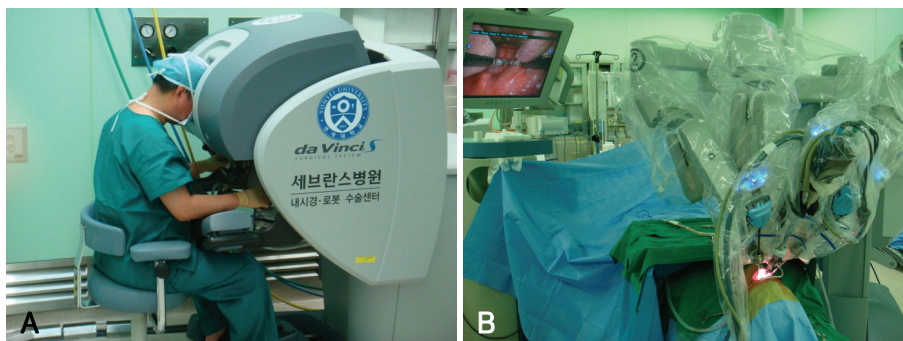 YONSEI UNIVERSITY
연세대학교
da Vinci S
SURGICAL SYSTEM
세브란스병원
내시경·로봇 수술센터
A
B
2